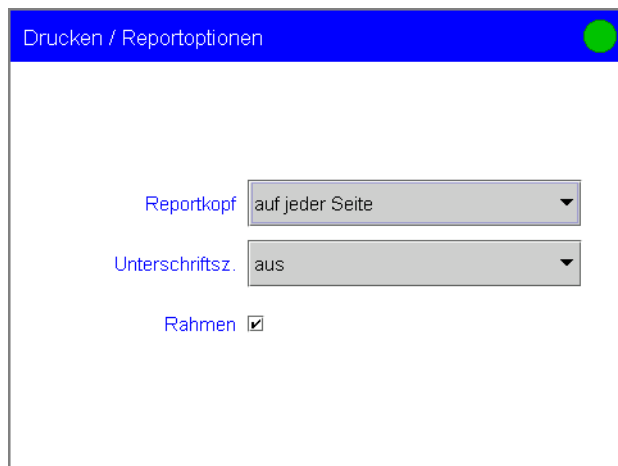 Drucken / Reportoptionen
Reportkopf auf jeder Seite
Unterschriftsz. aus
Rahmen